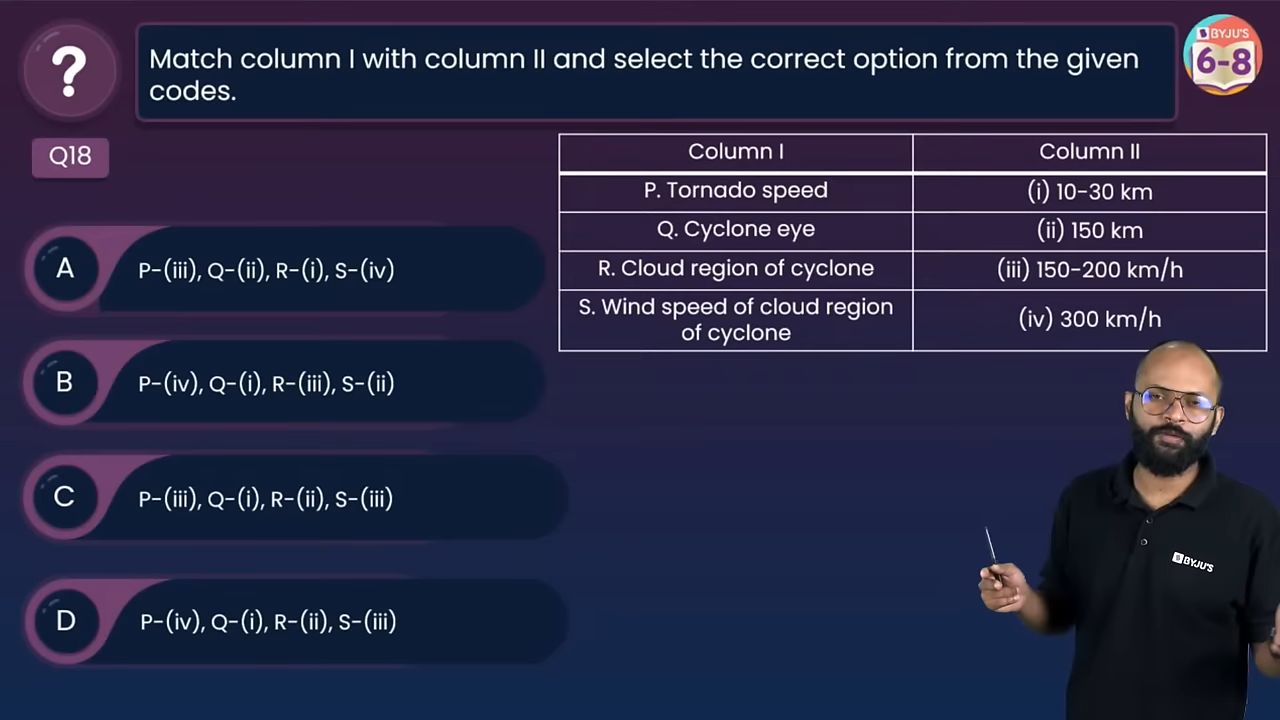 ?
Match column I with column II and select the correct option from the given
codes.
BYJU'S
6-8
Q18
Column I
Column II
P. Tornado speed
(i) 10-30 km
Q. Cyclone eye
(ii) 150 km
R. Cloud region of cyclone
(iii) 150-200 km/h
S. Wind speed of cloud region
of cyclone
(iv) 300 km/h
A
P-(iii), Q-(ii), R-(i), S-(iv)
B
P-(iv), Q-(i), R-(iii), S-(ii)
C
P-(iii), Q-(i), R-(ii), S-(iii)
D
P-(iv), Q-(i), R-(ii), S-(iii)
BYJU'S